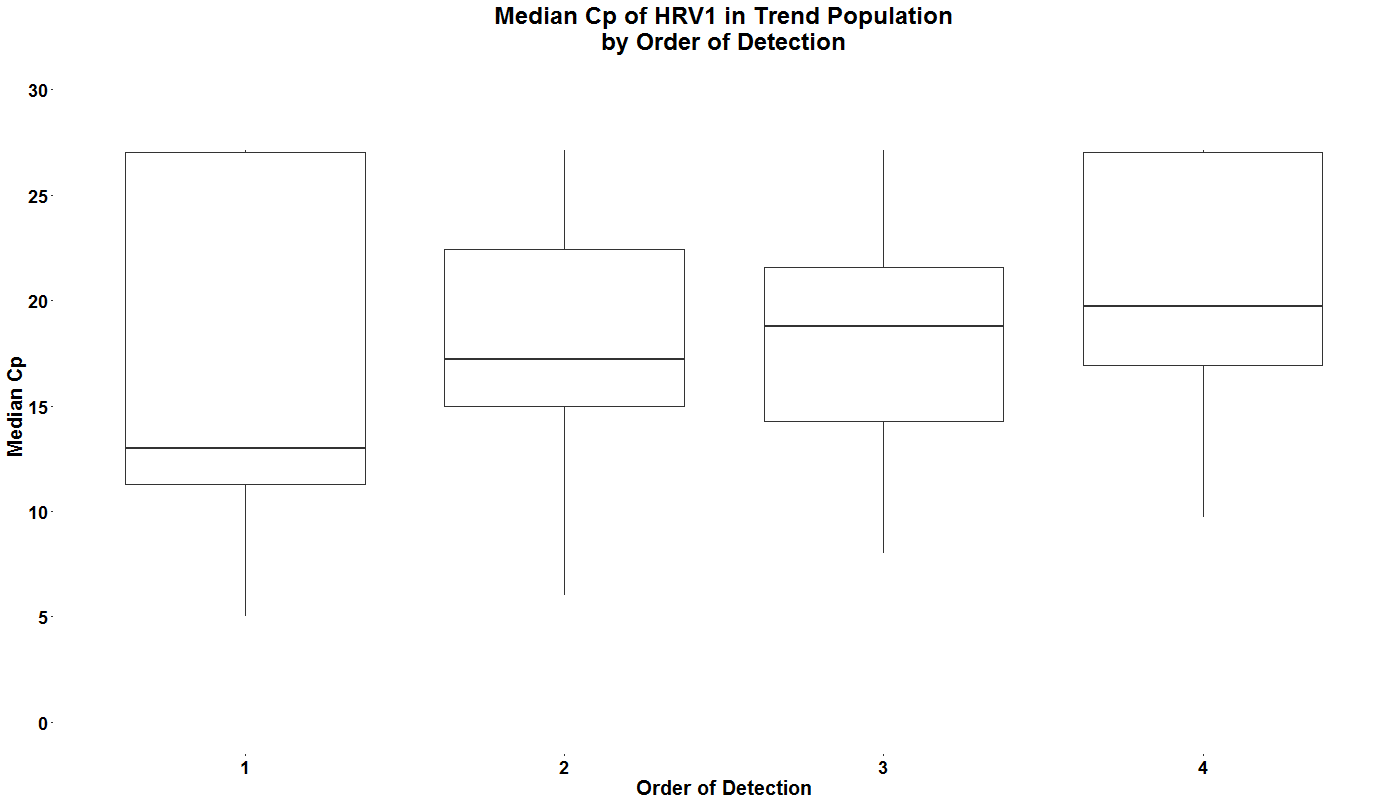 Median Cp of HRV1 in Trend Population
by Order of Detection
30
25
20
15
10
5
0
Median Cp
1 2 3 4
Order of Detection